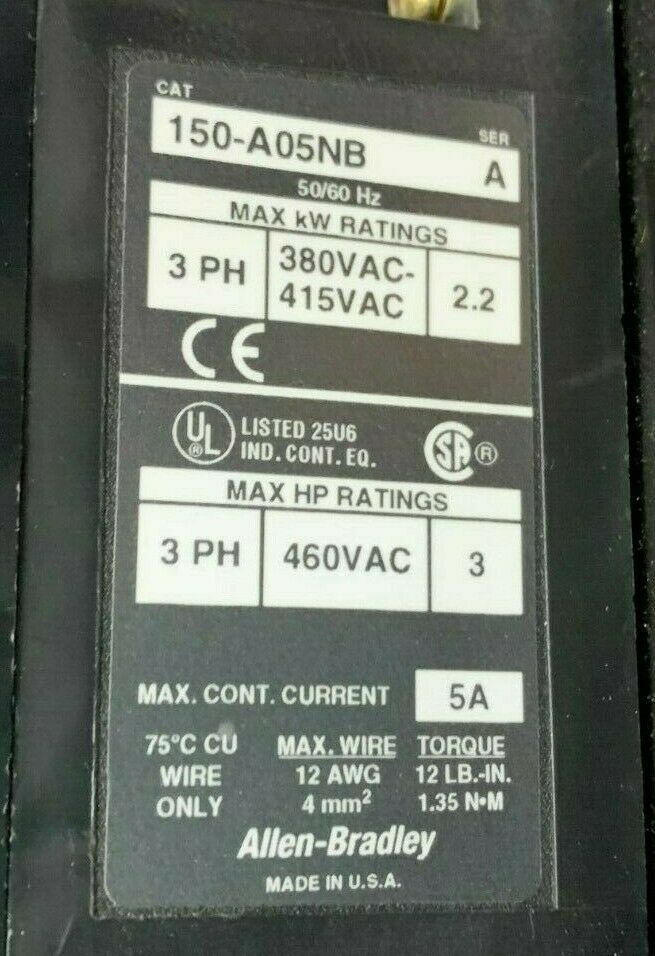 CAT
SER
150-A05NB A
50/60 Hz
MAX kW RATINGS
3 PH 380VAC-415VAC 2.2
CE
UL ® LISTED 25U6
IND. CONT. EQ.
SA ®
MAX HP RATINGS
3 PH 460VAC 3
MAX. CONT. CURRENT 5A
75°C CU WIRE ONLY
MAX. WIRE
12 AWG
4 mm²
TORQUE
12 LB.-IN.
1.35 N•M
Allen-Bradley
MADE IN U.S.A.